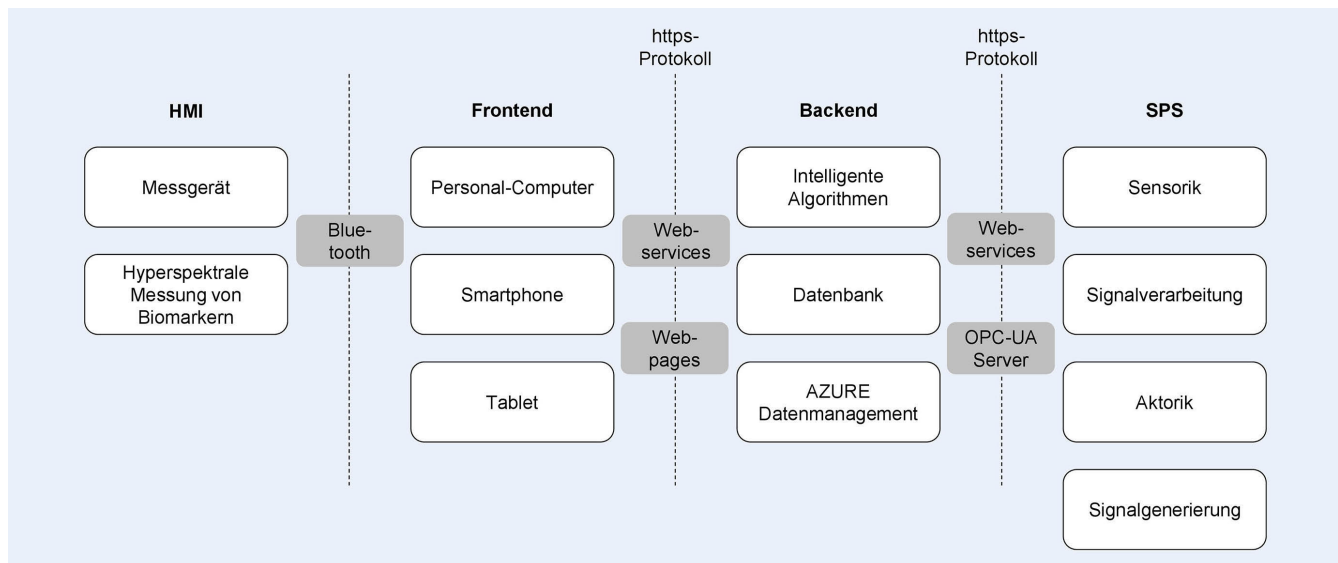 https-
Protokoll
https-
Protokoll
HMI
Frontend
Backend
SPS
Messgerät
Personal-Computer
Intelligente
Algorithmen
Sensorik
Blue-
tooth
Web-
services
Web-
services
Hyperspektrale
Messung von
Biomarkern
Smartphone
Datenbank
Signalverarbeitung
Web-
pages
OPC-UA
Server
Tablet
AZURE
Datenmanagement
Aktorik
Signalgenerierung